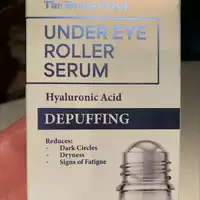 UNDER EYE
ROLLER
SERUM
Hyaluronic Acid
DEPUFFING
Reduces:
- Dark Circles
- Dryness
- Signs of Fatigue